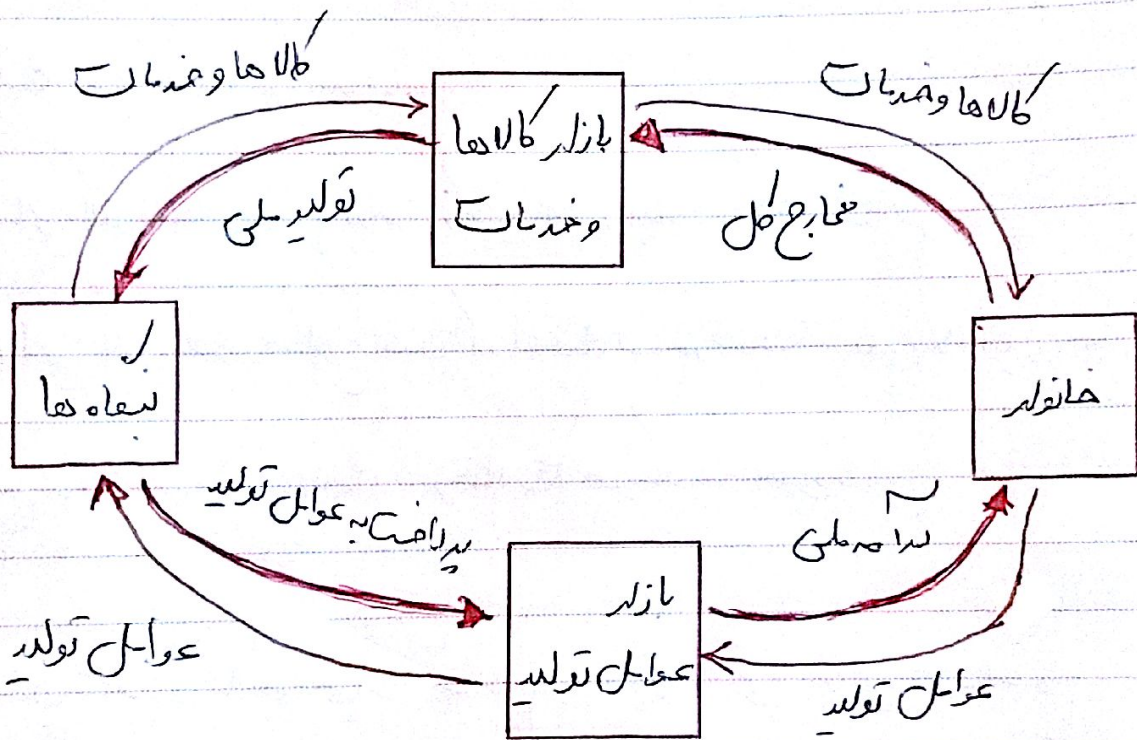 کالاها و خدمات
کالاها و خدمات
بازار کالاها
و خدمات
تولید ملی
مخارج کل
بنگاه ها
خانوار
پرداخت به عوامل تولید
درآمد ملی
بازار
عوامل تولید
عوامل تولید
عوامل تولید